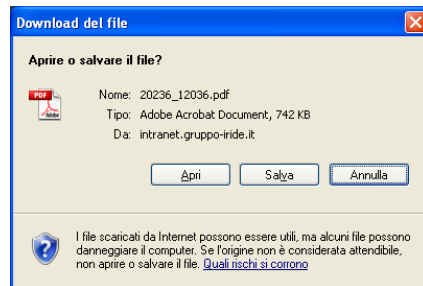 Download del file
Aprire o salvare il file?
PDF
Adobe
Nome: 20236_12036.pdf
Tipo: Adobe Acrobat Document, 742 KB
Da: intranet.gruppo-iride.it
Apri Salva Annulla
I file scaricati da Internet possono essere utili, ma alcuni file possono
danneggiare il computer. Se l'origine non è considerata attendibile,
non aprire o salvare il file. Quali rischi si corrono